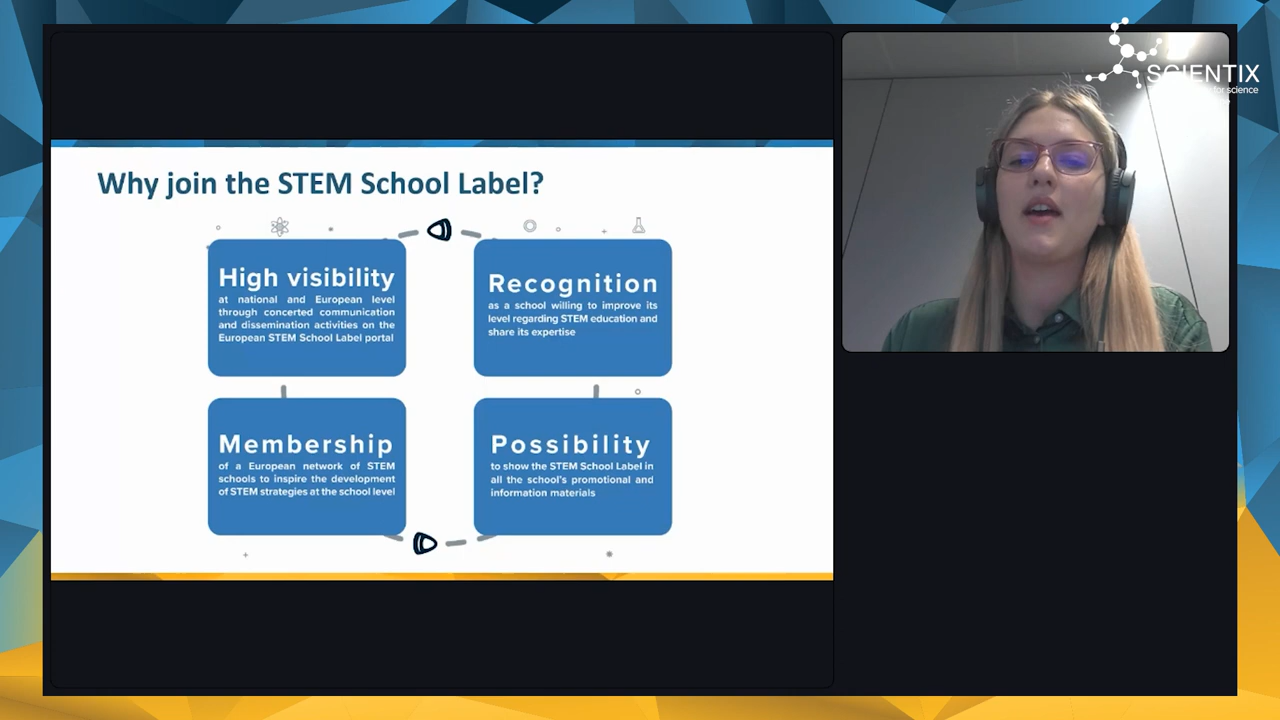 Why join the STEM School Label?
High visibility
at national and European level
through concerted communication
and dissemination activities on the
European STEM School Label portal
Recognition
as a school willing to improve its
level regarding STEM education and
share its expertise
Membership
of a European network of STEM
schools to inspire the development
of STEM strategies at the school level
Possibility
to show the STEM School Label in
all the school's promotional and
information materials
SCIENTIX
for science